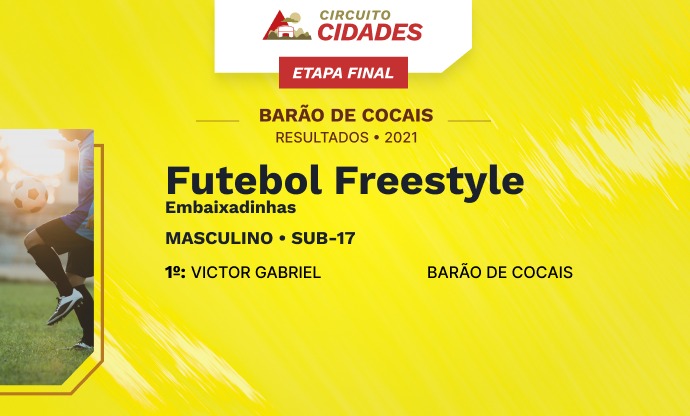 CIRCUITO
CIDADES
ETAPA FINAL
BARÃO DE COCAIS
RESULTADOS • 2021
Futebol Freestyle
Embaixadinhas
MASCULINO • SUB-17
1º: VICTOR GABRIEL BARÃO DE COCAIS